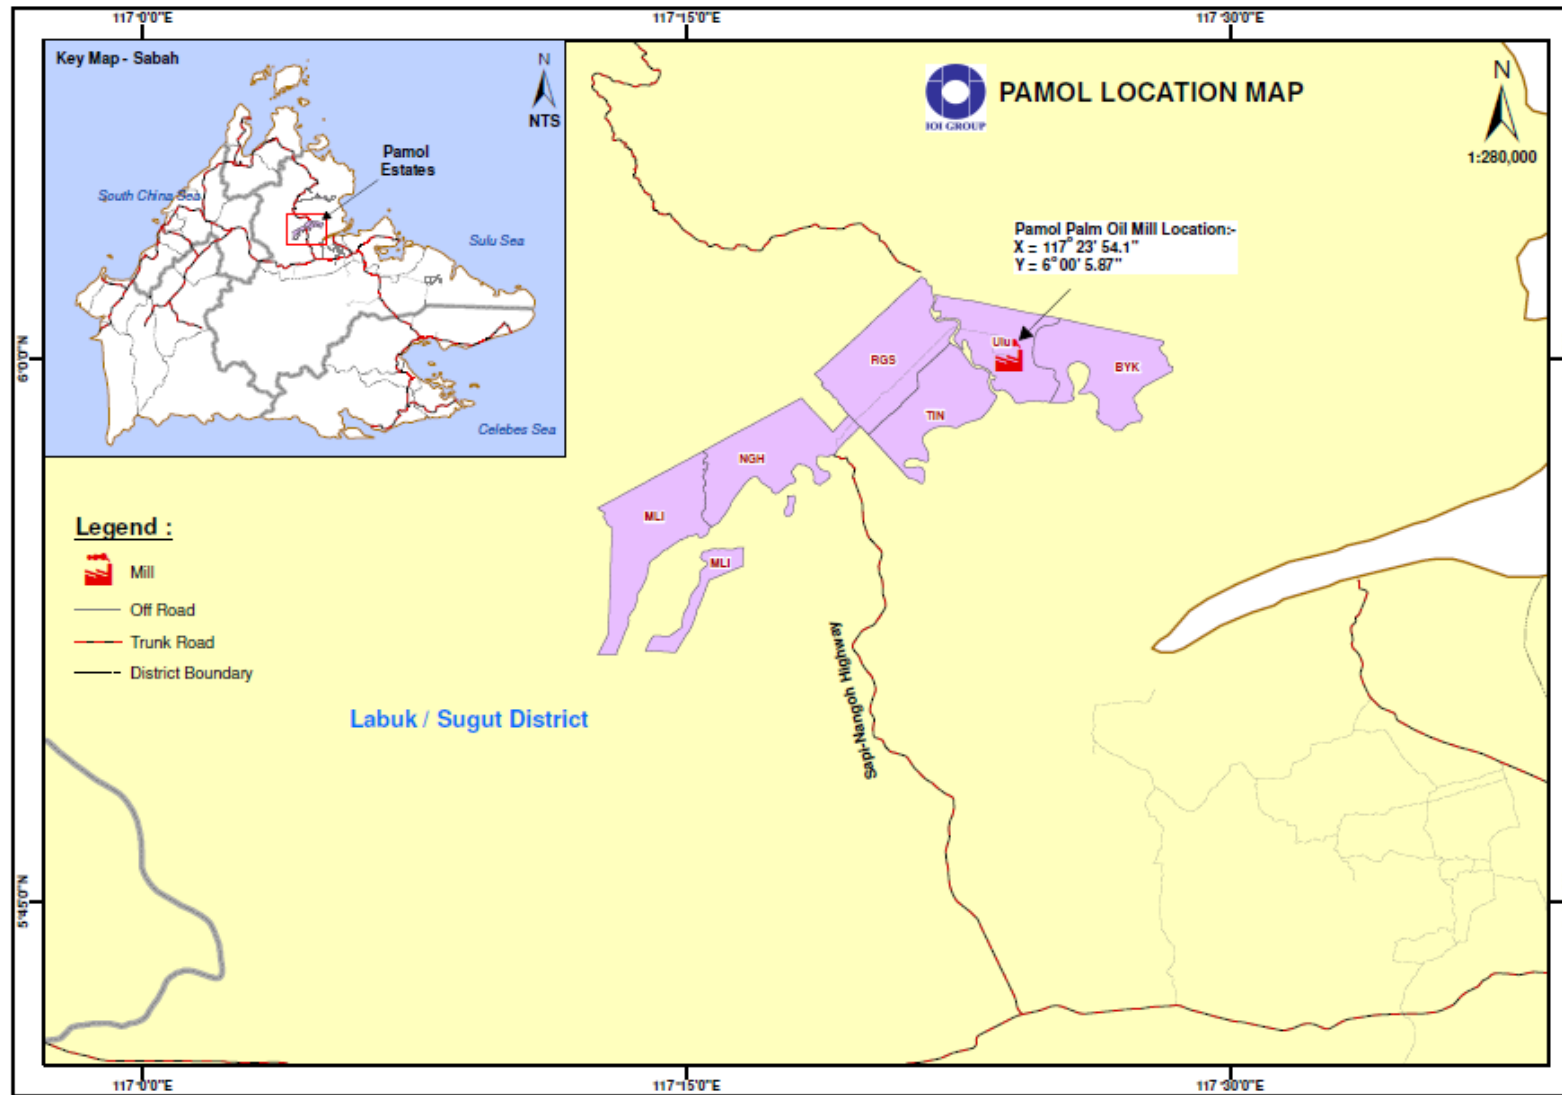 117°0'0"E
117°15'0"E
117°30'0"E
Key Map - Sabah
N
NTS
Pamol
Estates
South China Sea
Sulu Sea
Celebes Sea
IOI GROUP
PAMOL LOCATION MAP
N
1:280,000
Pamol Palm Oil Mill Location:-
X = 117° 23' 54.1"
Y = 6° 00' 5.87"
6°0'0"N
RGS
Ulu
BYK
TIN
NGH
MLI
MLI
Legend :
Mill
Off Road
Trunk Road
District Boundary
Sapi-Nangoh Highway
Labuk / Sugut District
5°45'0"N
117°0'0"E
117°15'0"E
117°30'0"E